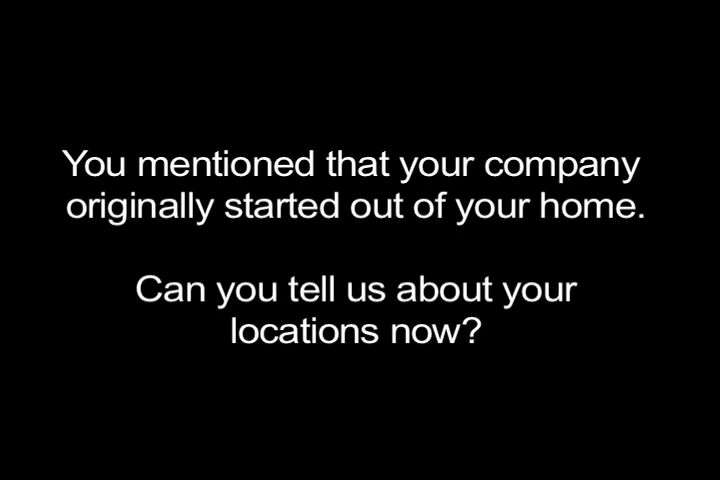 You mentioned that your company
originally started out of your home.
Can you tell us about your
locations now?